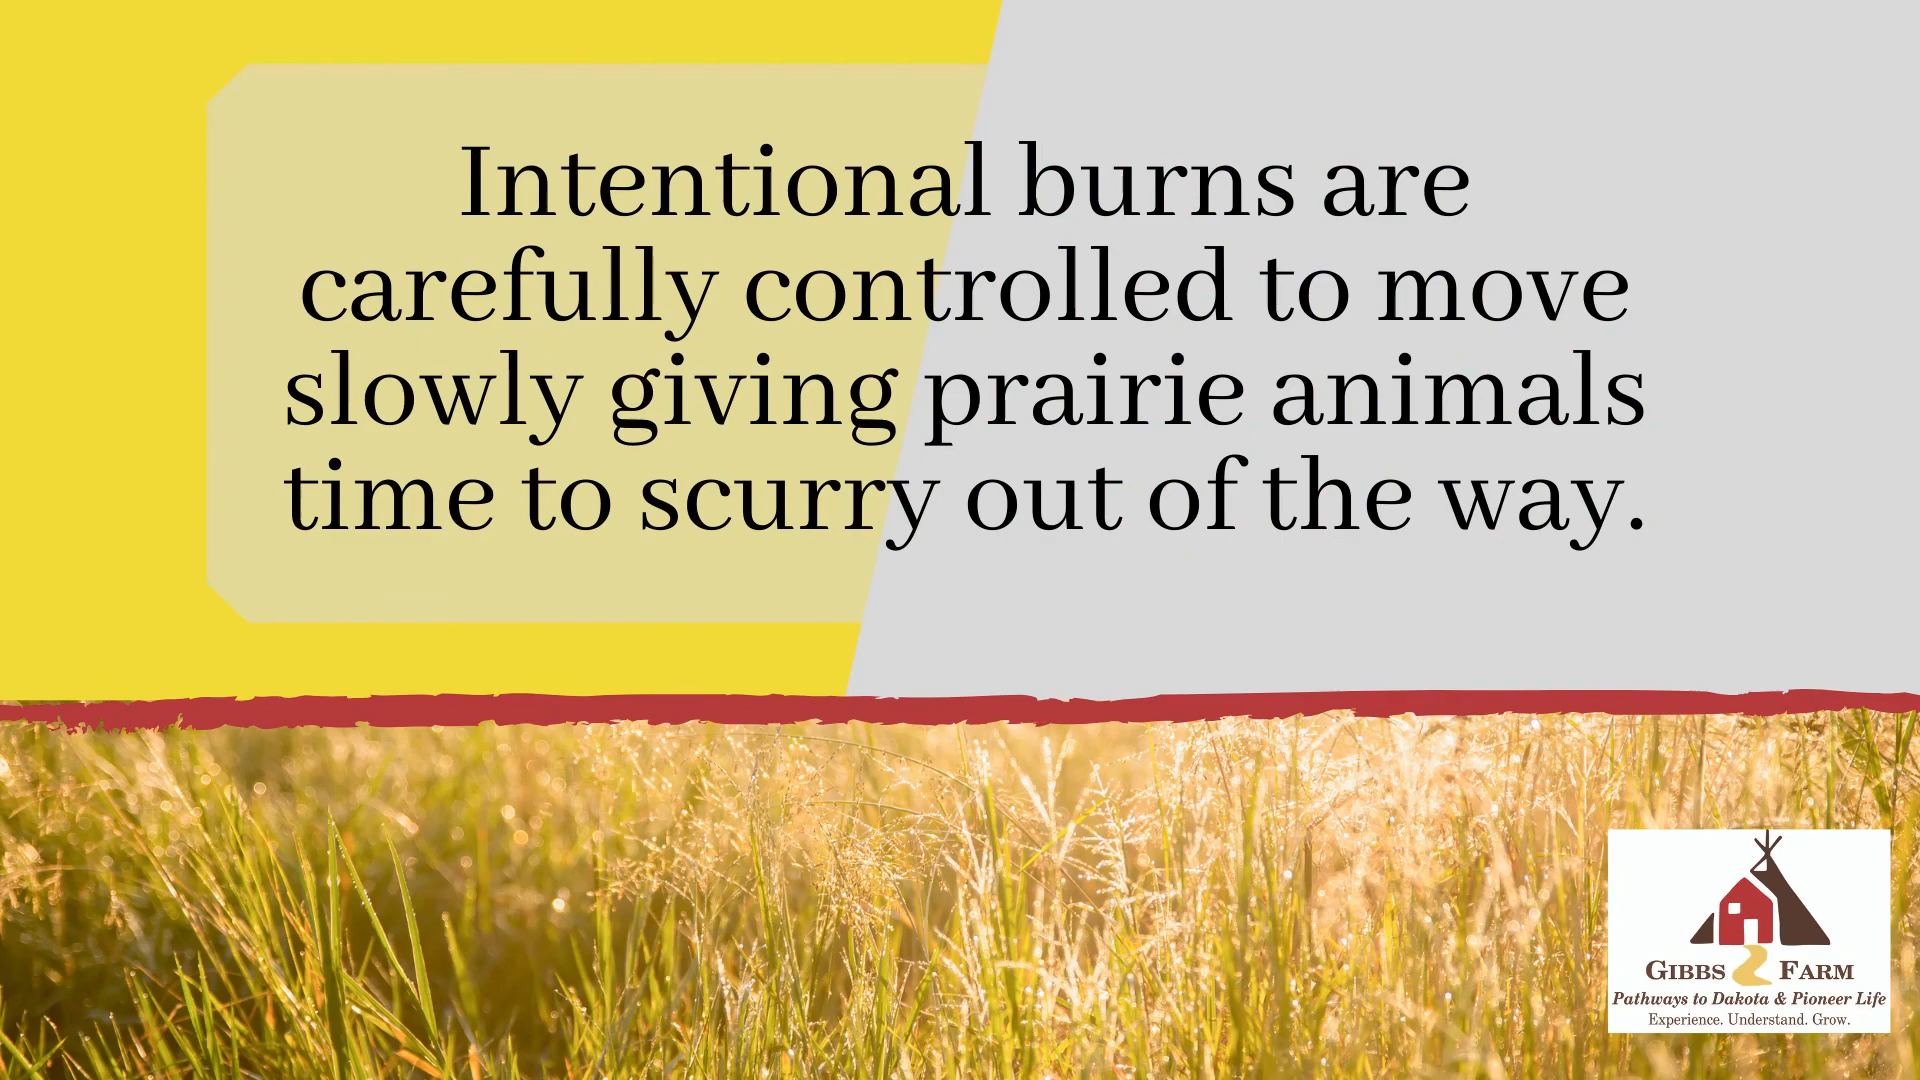 Intentional burns are
carefully controlled to move
slowly giving prairie animals
time to scurry out of the way.
GIBBS FARM
Pathways to Dakota & Pioneer Life
Experience. Understand. Grow.